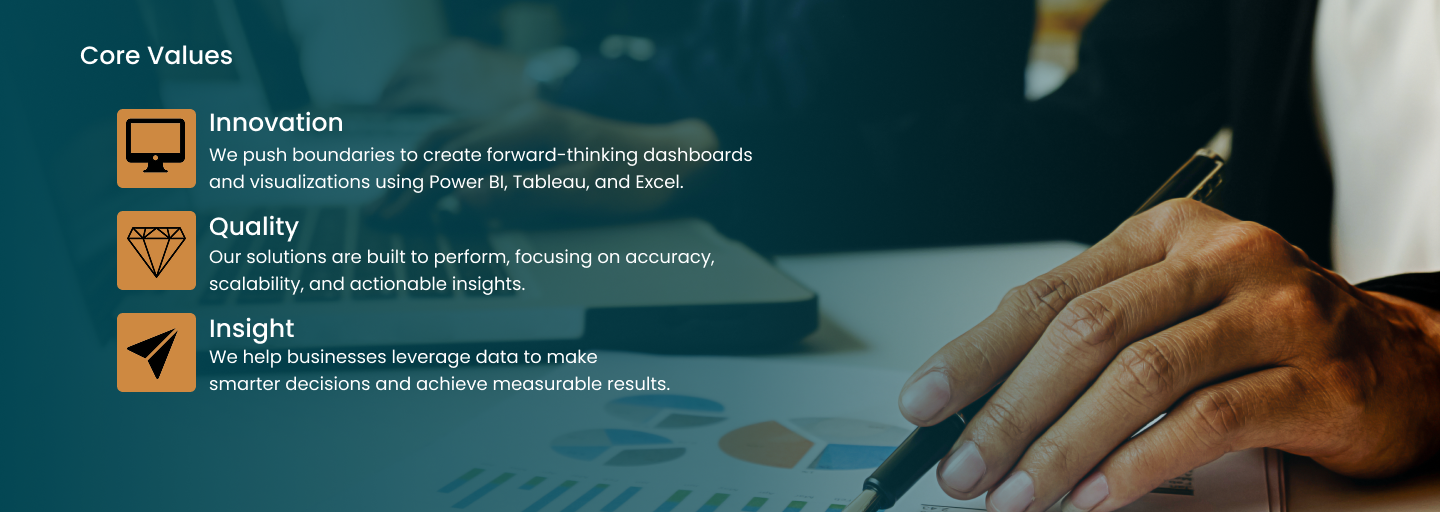 Core Values
Innovation
We push boundaries to create forward-thinking dashboards
and visualizations using Power BI, Tableau, and Excel.
Quality
Our solutions are built to perform, focusing on accuracy,
scalability, and actionable insights.
Insight
We help businesses leverage data to make
smarter decisions and achieve measurable results.